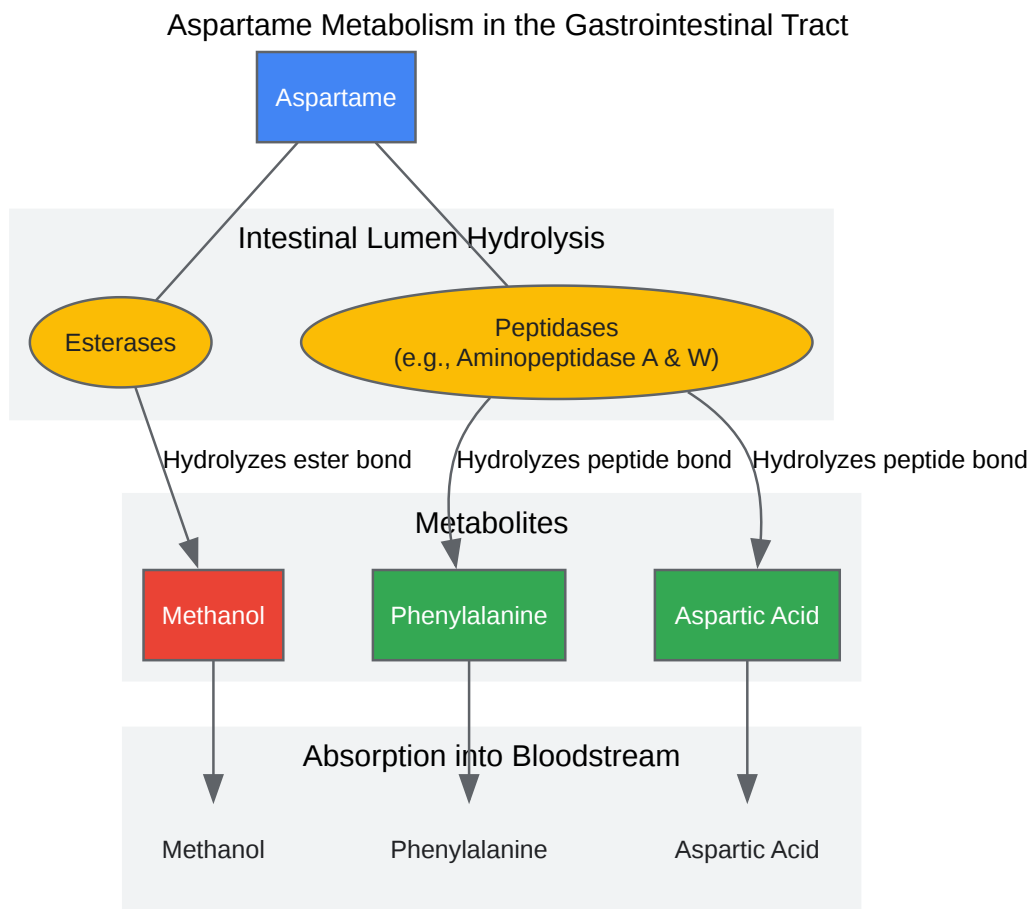 Aspartame Metabolism in the Gastrointestinal Tract
Aspartame
Intestinal Lumen Hydrolysis
Esterases
Peptidases
(e.g., Aminopeptidase A & W)
Hydrolyzes ester bond
Hydrolyzes peptide bond
Hydrolyzes peptide bond
Metabolites
Methanol
Phenylalanine
Aspartic Acid
Absorption into Bloodstream
Methanol
Phenylalanine
Aspartic Acid